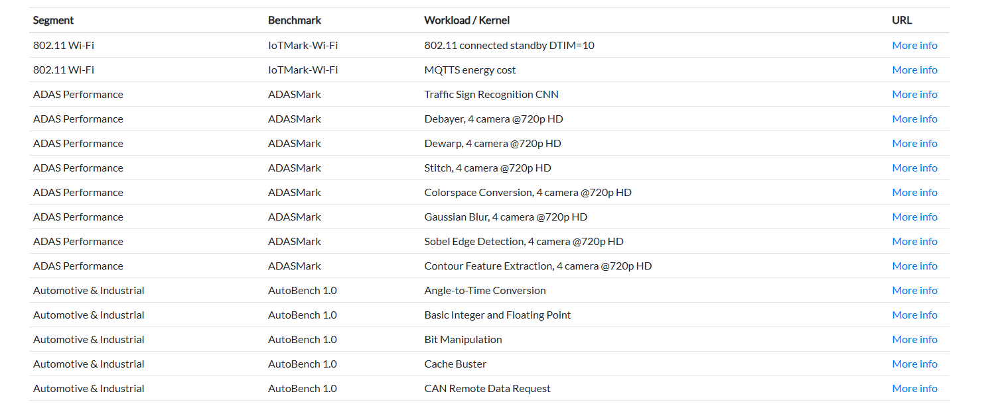 Segment Benchmark Workload / Kernel URL
802.11 Wi-Fi IoTMark-Wi-Fi 802.11 connected standby DTIM=10 More info
802.11 Wi-Fi IoTMark-Wi-Fi MQTTS energy cost More info
ADAS Performance ADASMark Traffic Sign Recognition CNN More info
ADAS Performance ADASMark Debayer, 4 camera @720p HD More info
ADAS Performance ADASMark Dewarp, 4 camera @720p HD More info
ADAS Performance ADASMark Stitch, 4 camera @720p HD More info
ADAS Performance ADASMark Colorspace Conversion, 4 camera @720p HD More info
ADAS Performance ADASMark Gaussian Blur, 4 camera @720p HD More info
ADAS Performance ADASMark Sobel Edge Detection, 4 camera @720p HD More info
ADAS Performance ADASMark Contour Feature Extraction, 4 camera @720p HD More info
Automotive & Industrial AutoBench 1.0 Angle-to-Time Conversion More info
Automotive & Industrial AutoBench 1.0 Basic Integer and Floating Point More info
Automotive & Industrial AutoBench 1.0 Bit Manipulation More info
Automotive & Industrial AutoBench 1.0 Cache Buster More info
Automotive & Industrial AutoBench 1.0 CAN Remote Data Request More info